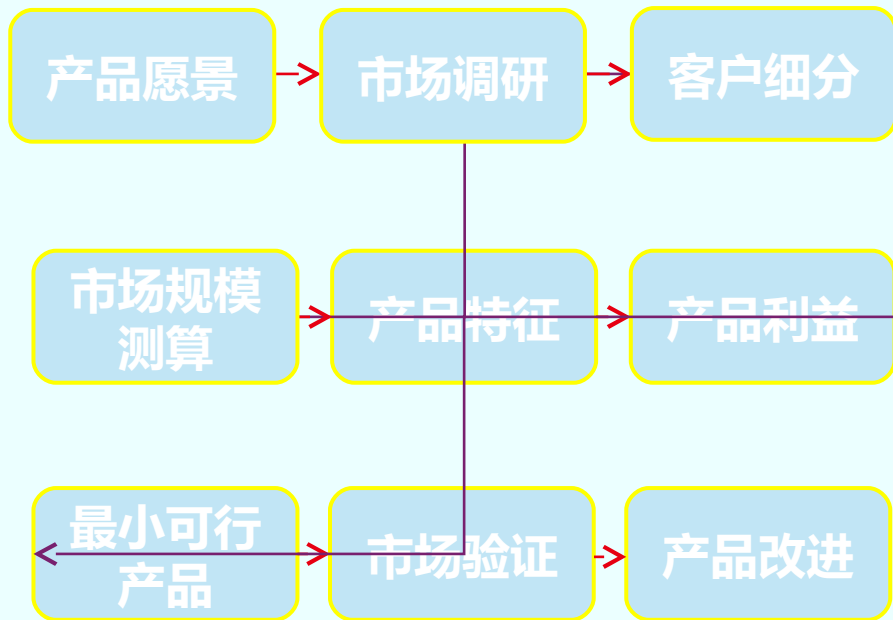 产品愿景
市场调研
客户细分
市场规模
测算
产品特征
产品利益
最小可行
产品
市场验证
产品改进